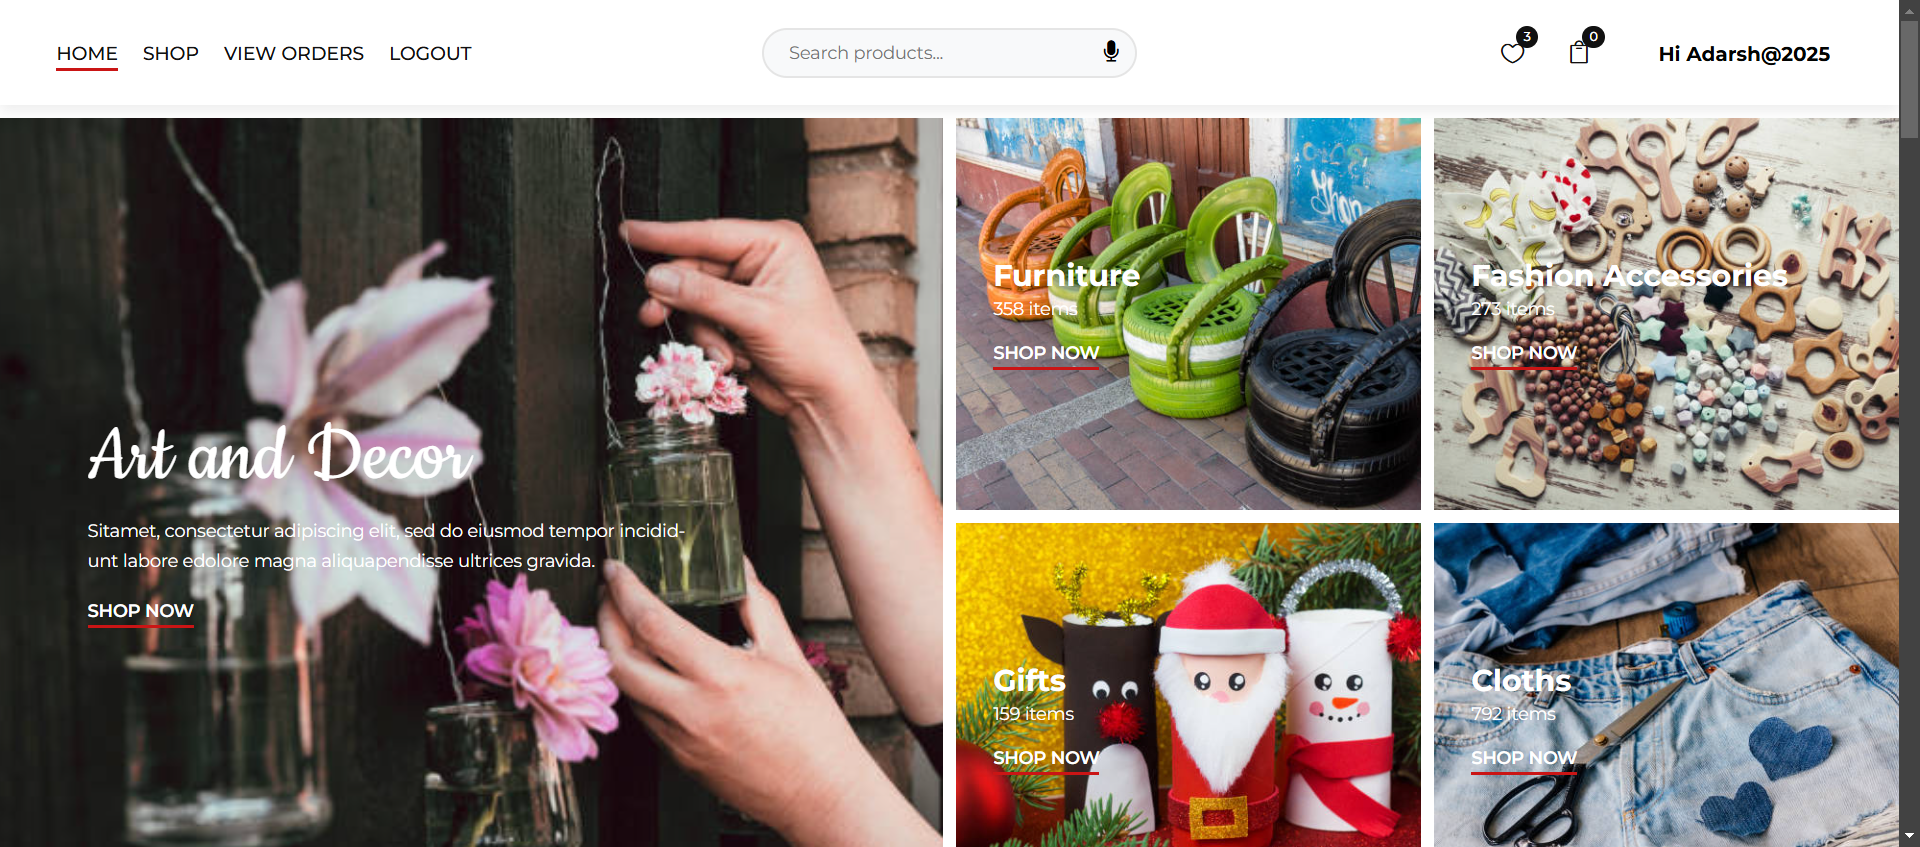 HOME SHOP VIEW ORDERS LOGOUT
Search products...
3
0
Hi Adarsh@2025
Art and Decor
Sitamet, consectetur adipiscing elit, sed do eiusmod tempor incidid-
unt labore edolore magna aliquapendisse ultrices gravida.
SHOP NOW
Furniture
358 items
SHOP NOW
Fashion Accessories
273 items
SHOP NOW
Gifts
159 items
SHOP NOW
Cloths
792 items
SHOP NOW